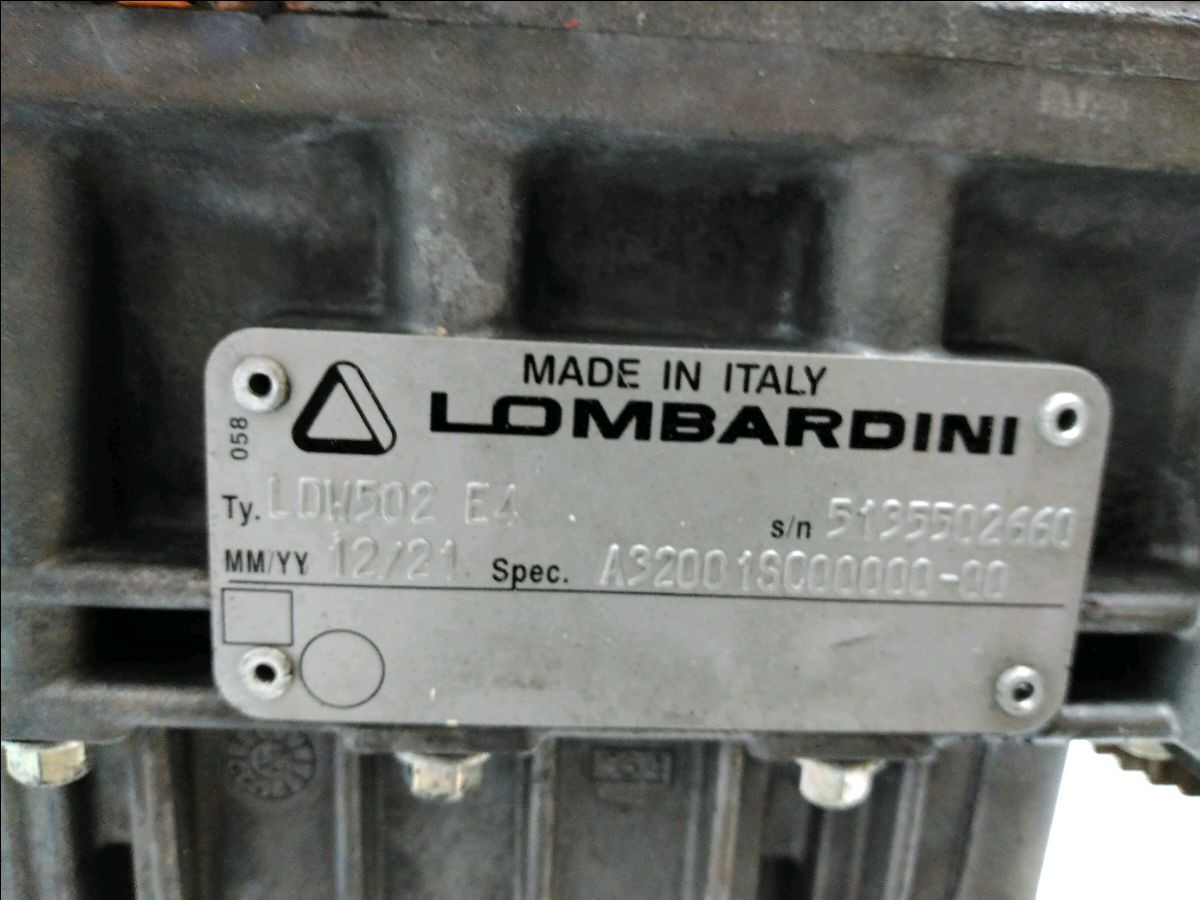 MADE IN ITALY
LOMBARDINI
058
Ty. LDW502 E4 s/n 5135502660
MM/YY 12/21 Spec. A32001SC00000-00